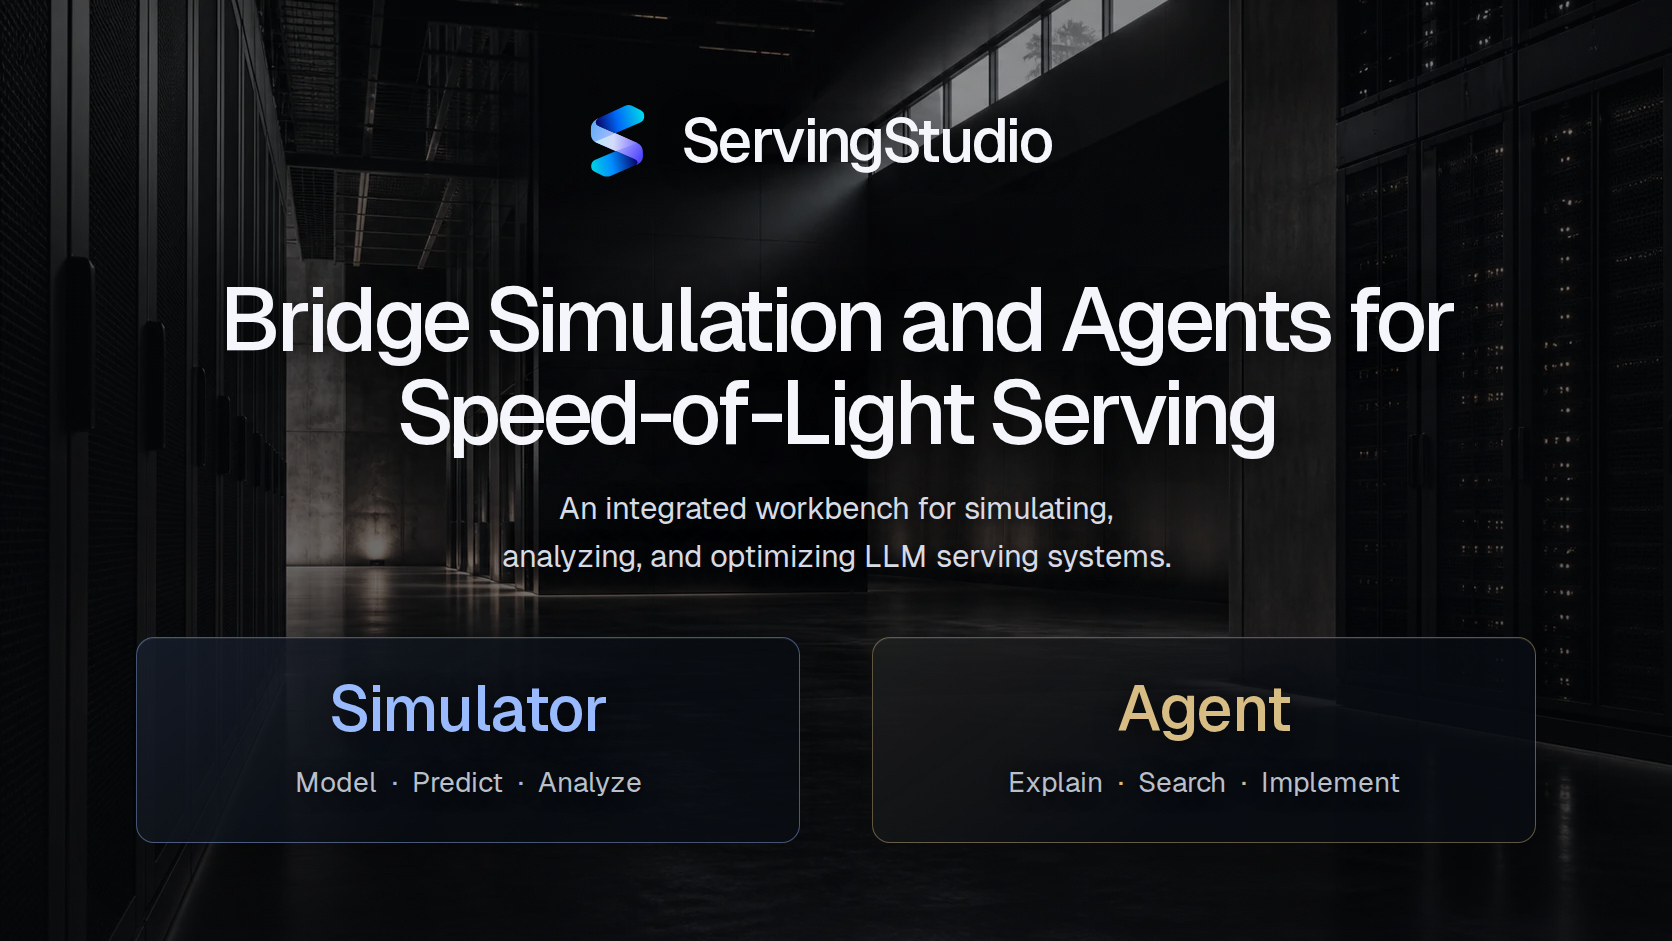 ServingStudio
Bridge Simulation and Agents for
Speed-of-Light Serving
An integrated workbench for simulating,
analyzing, and optimizing LLM serving systems.
Simulator
Model · Predict · Analyze
Agent
Explain · Search · Implement